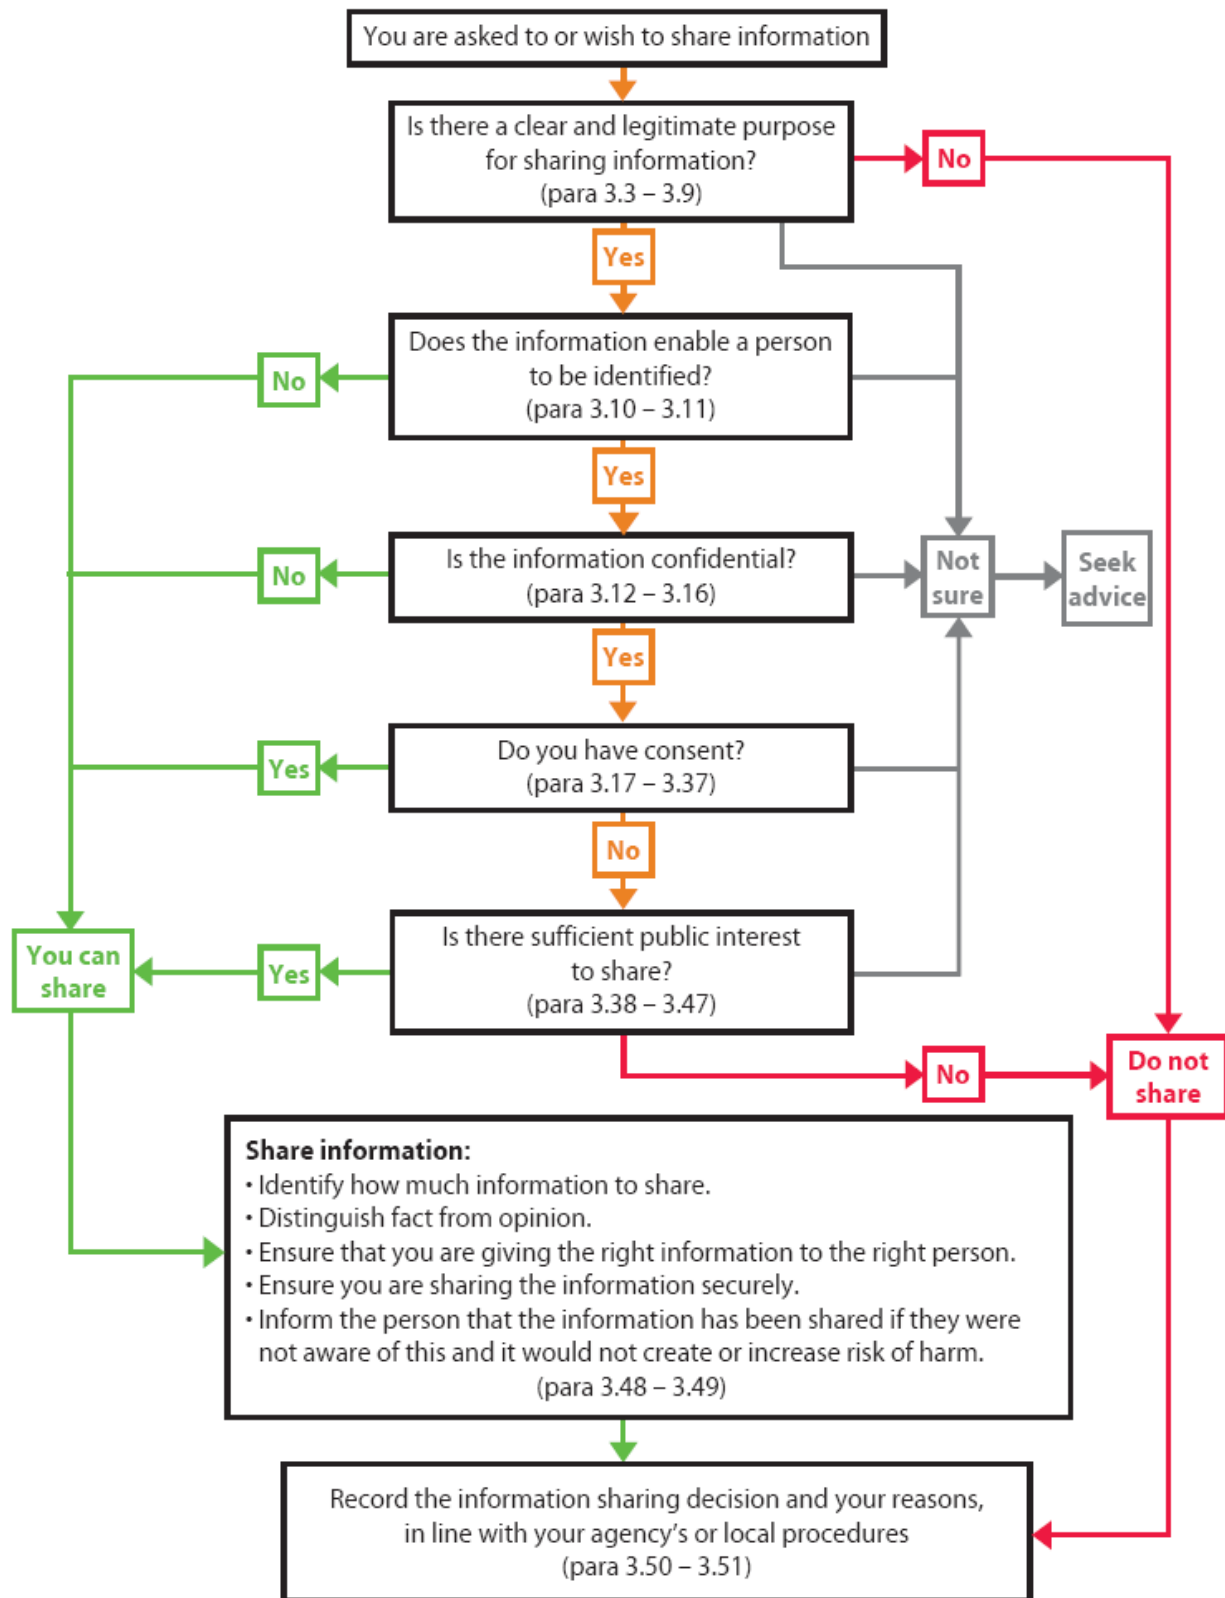 You are asked to or wish to share information
Is there a clear and legitimate purpose
for sharing information?
(para 3.3 – 3.9)
No
Yes
Does the information enable a person
to be identified?
(para 3.10 – 3.11)
No
Yes
Is the information confidential?
(para 3.12 – 3.16)
No
Not
sure
Seek
advice
Yes
Do you have consent?
(para 3.17 – 3.37)
Yes
No
Is there sufficient public interest
to share?
(para 3.38 – 3.47)
Yes
You can
share
No
Do not
share
Share information:
• Identify how much information to share.
• Distinguish fact from opinion.
• Ensure that you are giving the right information to the right person.
• Ensure you are sharing the information securely.
• Inform the person that the information has been shared if they were
not aware of this and it would not create or increase risk of harm.
(para 3.48 – 3.49)
Record the information sharing decision and your reasons,
in line with your agency’s or local procedures
(para 3.50 – 3.51)